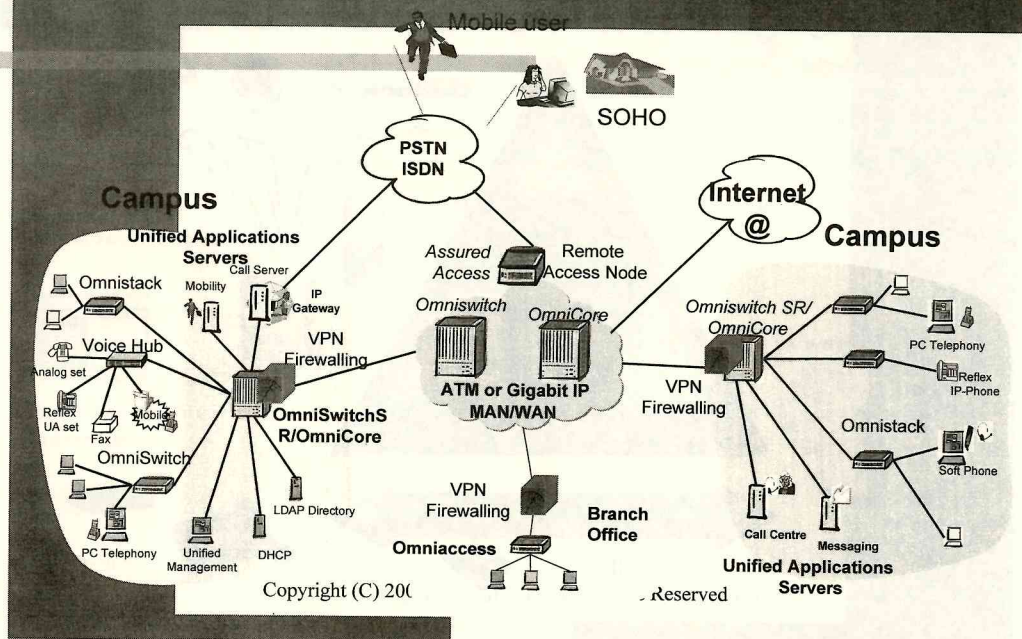 Mobile user
SOHO
PSTN
ISDN
Internet
@
Campus
Unified Applications
Servers
Call Server
Mobility
IP
Gateway
Omnistack
Voice Hub
Analog set
Reflex
UA set
Fax
Mobile
OmniSwitch
PC Telephony
Unified
Management
DHCP
LDAP Directory
VPN
Firewalling
OmniSwitchS
R/OmniCore
Assured
Access
Remote
Access Node
Omniswitch
OmniCore
ATM or Gigabit IP
MAN/WAN
VPN
Firewalling
Omniaccess
Branch
Office
Campus
Omniswitch SR/
OmniCore
VPN
Firewalling
PC Telephony
Reflex
IP-Phone
Omnistack
Soft Phone
Call Centre
Messaging
Unified Applications
Servers
Copyright (C) 200 Reserved